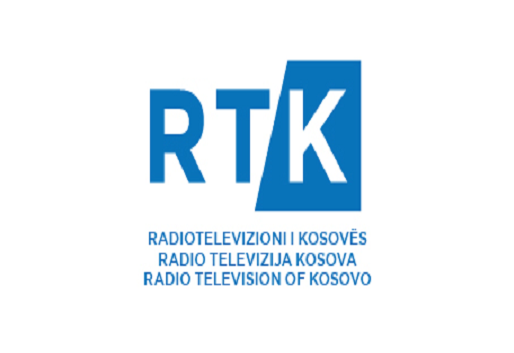 RTK
RADIOTELEVIZIONI I KOSOVËS
RADIO TELEVIZIJA KOSOVA
RADIO TELEVISION OF KOSOVO